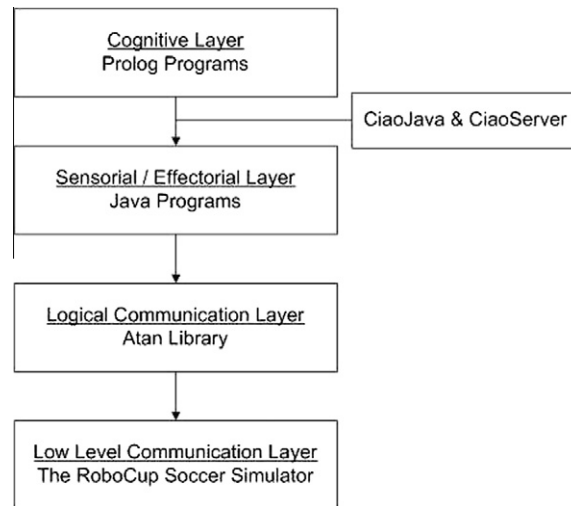 Cognitive Layer
Prolog Programs
CiaoJava & CiaoServer
Sensorial / Effectorial Layer
Java Programs
Logical Communication Layer
Atan Library
Low Level Communication Layer
The RoboCup Soccer Simulator